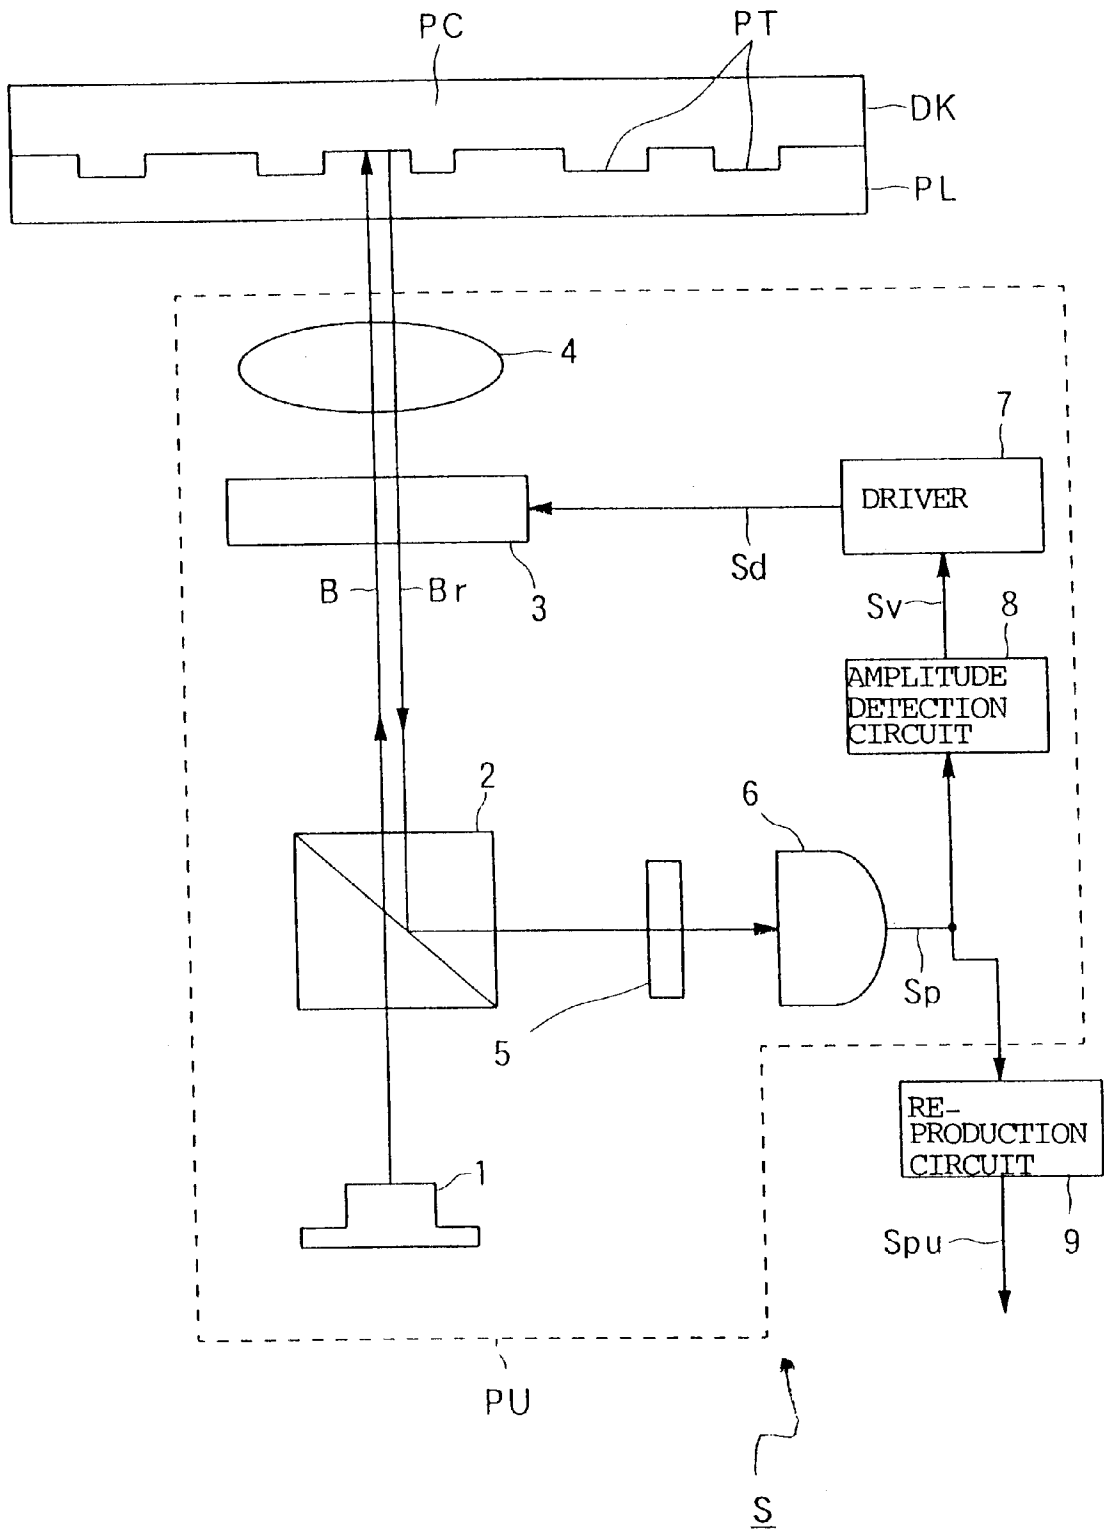 PC
PT
DK
PL
4
7
DRIVER
Sd
3
B
Br
Sv
8
AMPLITUDE
DETECTION
CIRCUIT
2
6
Sp
5
RE-
PRODUCTION
CIRCUIT
1
Spu
9
PU
S